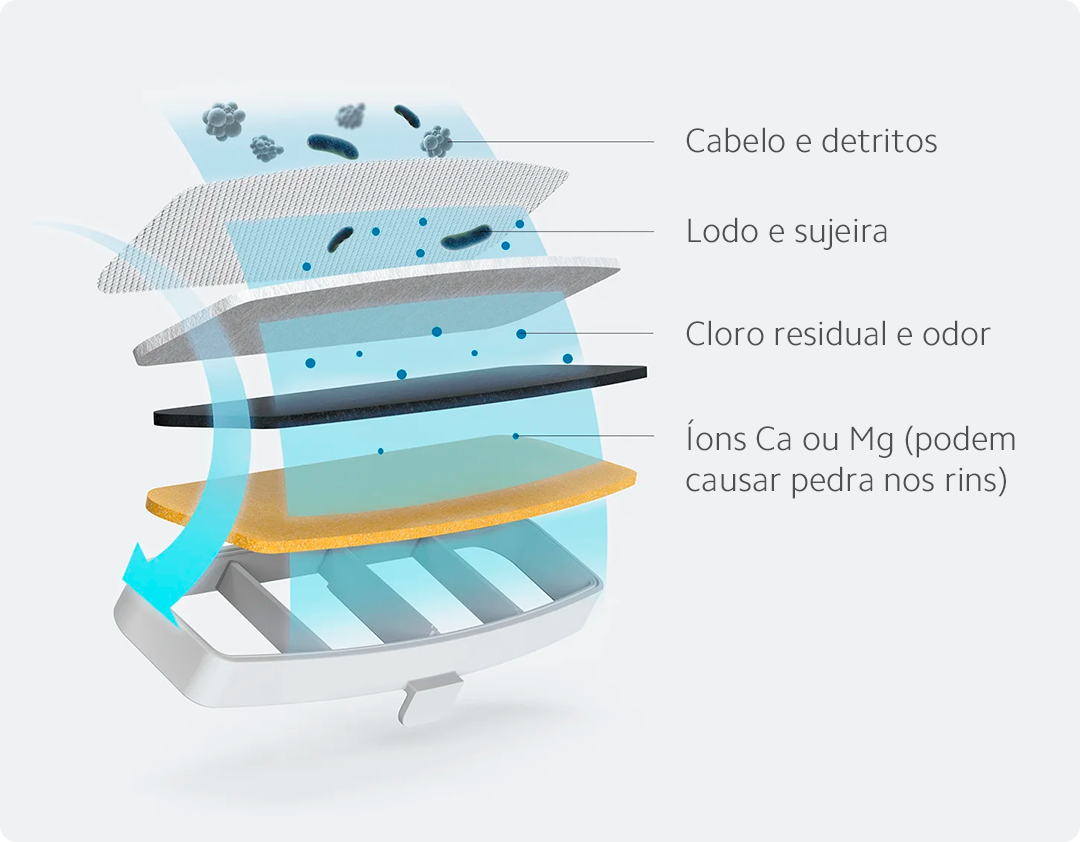 Cabelo e detritos
Lodo e sujeira
Cloro residual e odor
Íons Ca ou Mg (podem
causar pedra nos rins)